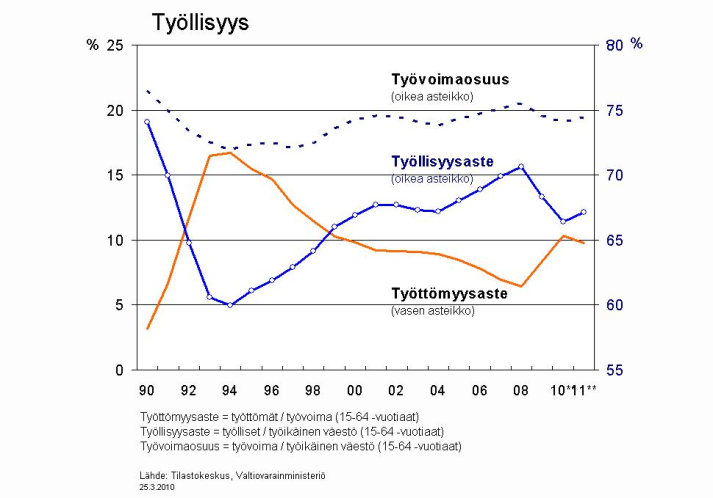 Työllisyys
% 25 80 %
Työvoimaosuus
(oikea asteikko)
20 75
Työllisyysaste
(oikea asteikko)
15 70
10 65
Työttömyysaste
(vasen asteikko)
5 60
0 55
90 92 94 96 98 00 02 04 06 08 10* 11**
Työttömyysaste = työttömät / työvoima (15-64 -vuotiaat)
Työllisyysaste = työlliset / työikäinen väestö (15-64 -vuotiaat)
Työvoimaosuus = työvoima / työikäinen väestö (15-64 -vuotiaat)
Lähde: Tilastokeskus, Valtiovarainministeriö
25.3.2010